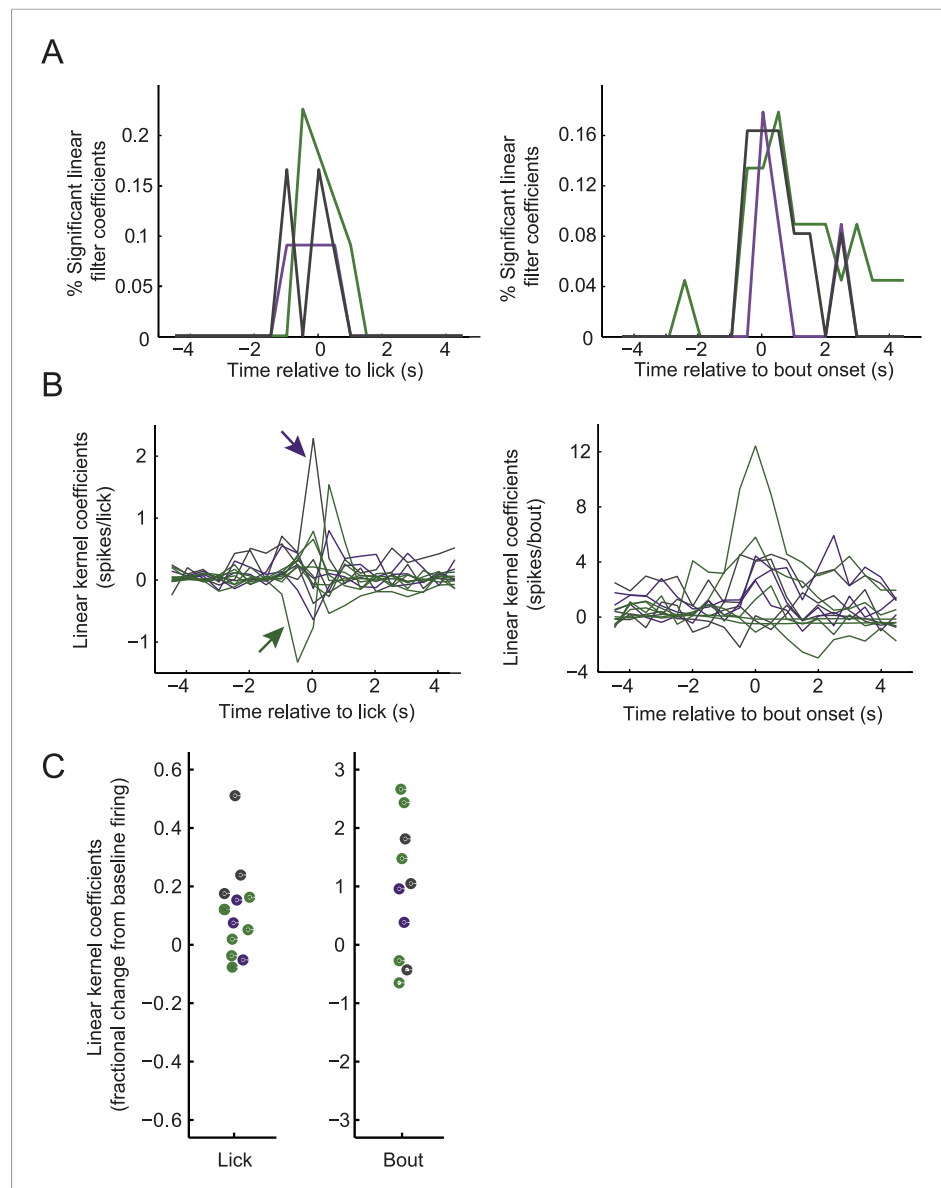 A
% Significant linear
filter coefficients
0.2
0.15
0.1
0.05
0
−4 −2 0 2 4
Time relative to lick (s)
% Significant linear
filter coefficients
0.16
0.12
0.08
0.04
0
−4 −2 0 2 4
Time relative to bout onset (s)
B
Linear kernel coefficients
(spikes/lick)
2
1
0
−1
−4 −2 0 2 4
Time relative to lick (s)
Linear kernel coefficients
(spikes/bout)
12
8
4
0
−4
−4 −2 0 2 4
Time relative to bout onset (s)
C
Linear kernel coefficients
(fractional change from baseline firing)
0.6
0.4
0.2
0
−0.2
−0.4
−0.6
Lick
3
2
1
0
−1
−2
−3
Bout